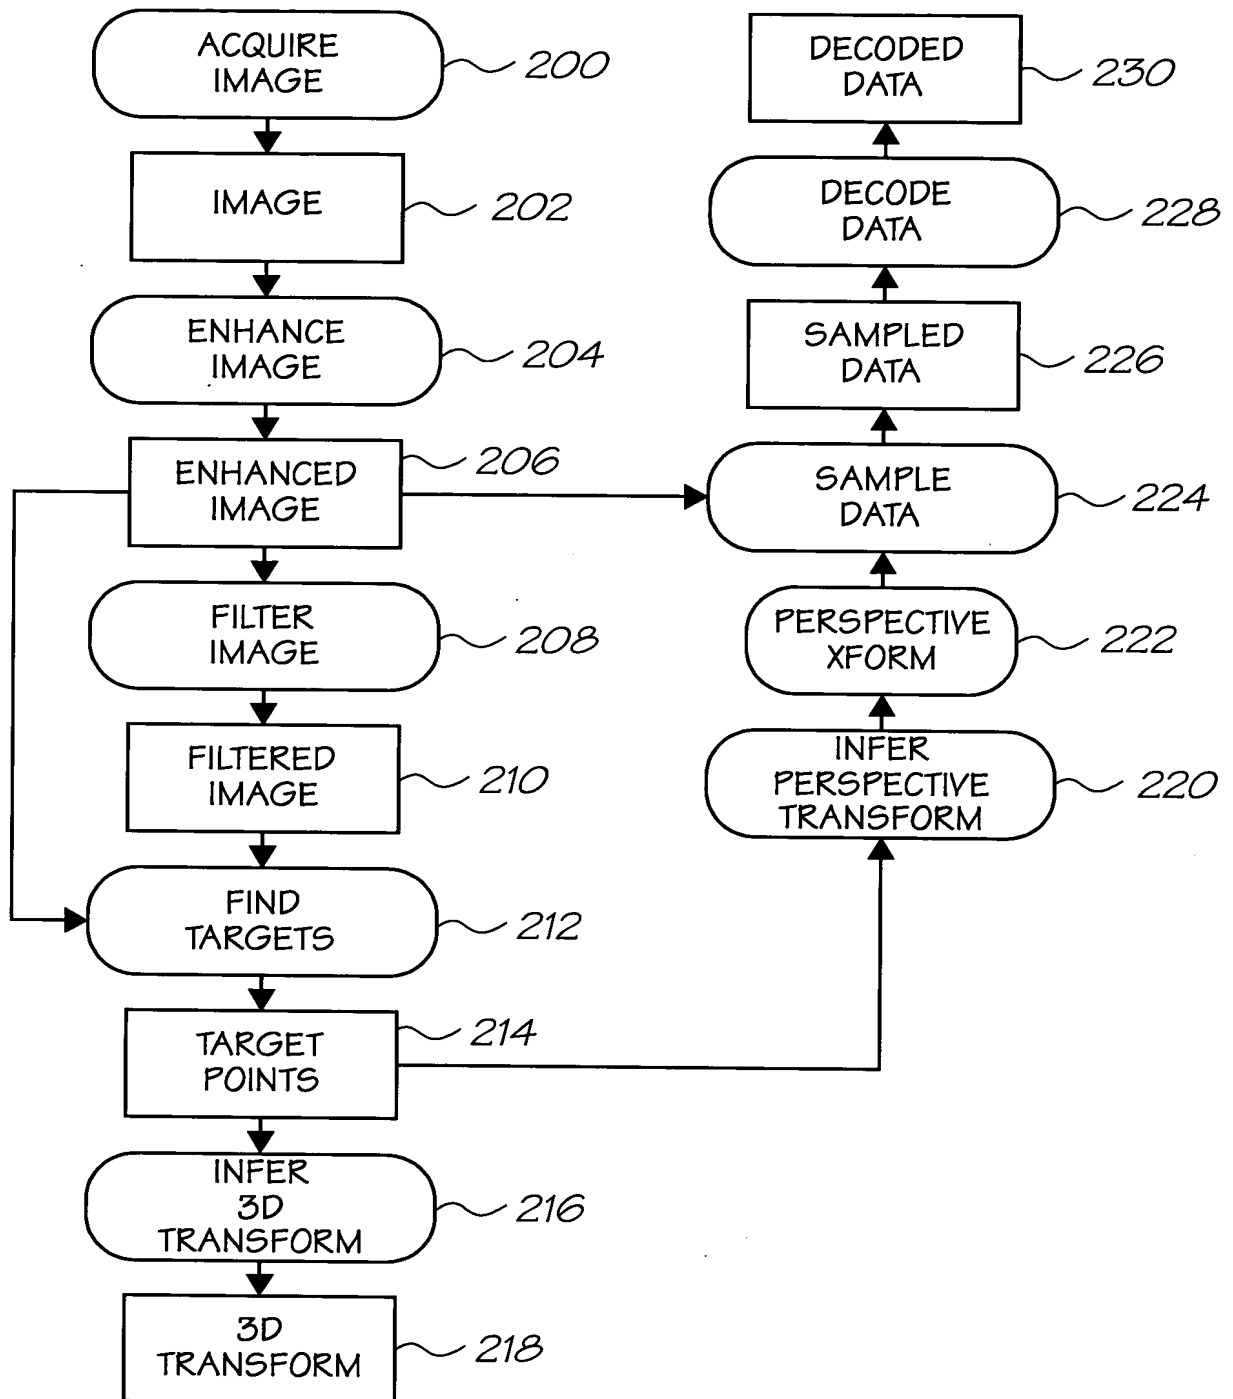 ACQUIRE
IMAGE
200
IMAGE
202
ENHANCE
IMAGE
204
ENHANCED
IMAGE
206
FILTER
IMAGE
208
FILTERED
IMAGE
210
FIND
TARGETS
212
TARGET
POINTS
214
INFER
3D
TRANSFORM
216
3D
TRANSFORM
218
DECODED
DATA
230
DECODE
DATA
228
SAMPLED
DATA
226
SAMPLE
DATA
224
PERSPECTIVE
XFORM
222
INFER
PERSPECTIVE
TRANSFORM
220